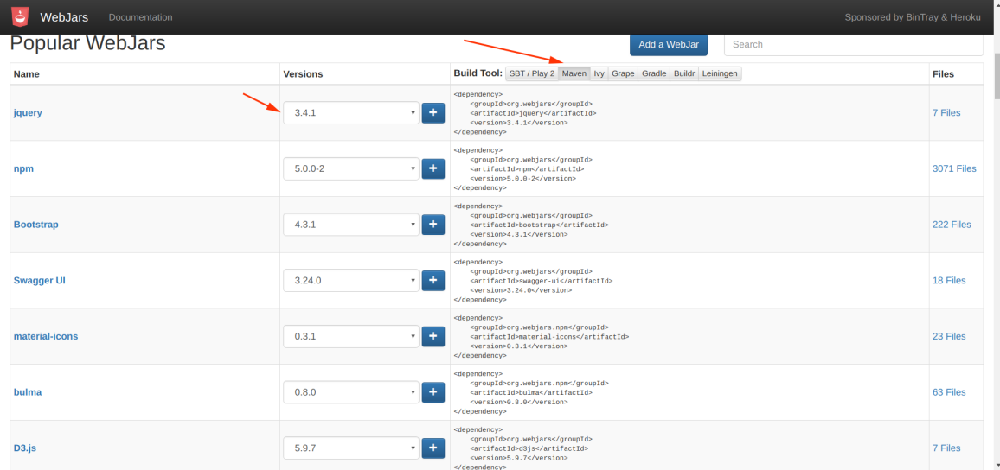 WebJars Documentation Sponsored by BinTray & Heroku
Popular WebJars Add a WebJar Search
Name Versions Build Tool: SBT / Play 2 Maven Ivy Grape Gradle Buildr Leiningen Files
jquery 3.4.1 7 Files
<dependency>
<groupId>org.webjars</groupId>
<artifactId>jquery</artifactId>
<version>3.4.1</version>
</dependency>
npm 5.0.0-2 3071 Files
<dependency>
<groupId>org.webjars</groupId>
<artifactId>npm</artifactId>
<version>5.0.0-2</version>
</dependency>
Bootstrap 4.3.1 222 Files
<dependency>
<groupId>org.webjars</groupId>
<artifactId>bootstrap</artifactId>
<version>4.3.1</version>
</dependency>
Swagger UI 3.24.0 18 Files
<dependency>
<groupId>org.webjars</groupId>
<artifactId>swagger-ui</artifactId>
<version>3.24.0</version>
</dependency>
material-icons 0.3.1 23 Files
<dependency>
<groupId>org.webjars.npm</groupId>
<artifactId>material-icons</artifactId>
<version>0.3.1</version>
</dependency>
bulma 0.8.0 63 Files
<dependency>
<groupId>org.webjars.npm</groupId>
<artifactId>bulma</artifactId>
<version>0.8.0</version>
</dependency>
D3.js 5.9.7 7 Files
<dependency>
<groupId>org.webjars</groupId>
<artifactId>d3js</artifactId>
<version>5.9.7</version>
</dependency>